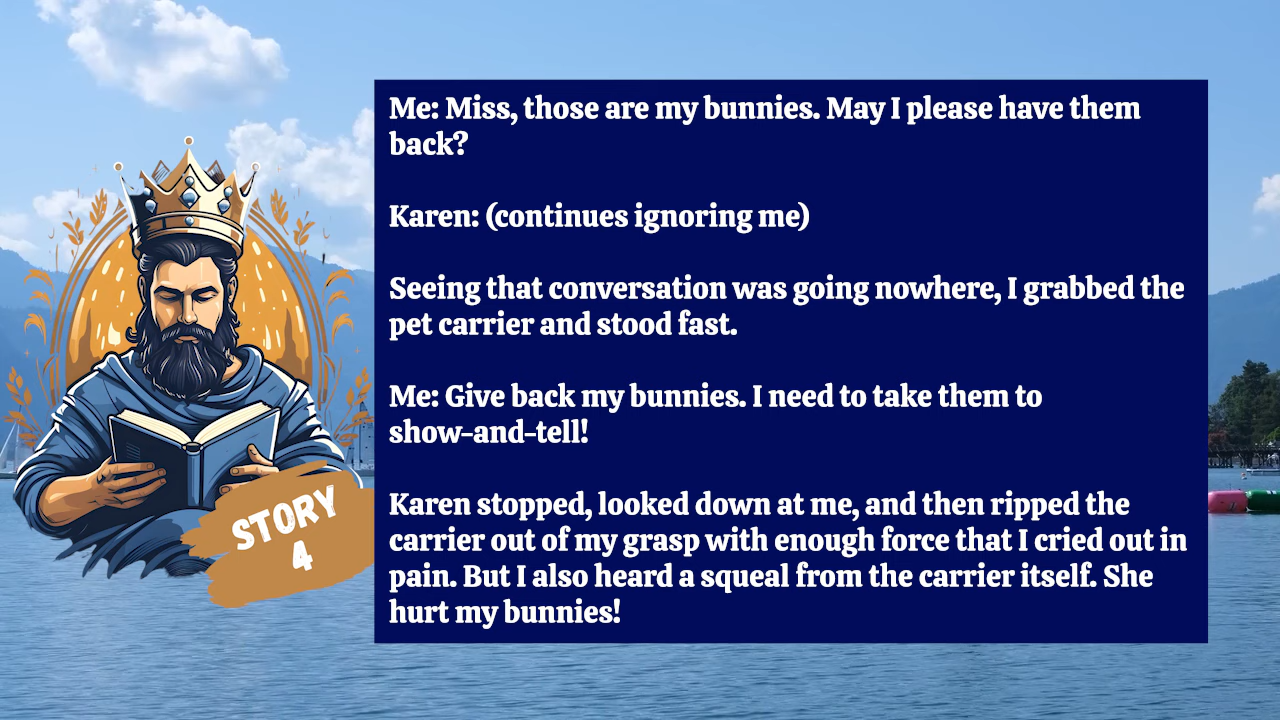 Me: Miss, those are my bunnies. May I please have them
back?
Karen: (continues ignoring me)
Seeing that conversation was going nowhere, I grabbed the
pet carrier and stood fast.
Me: Give back my bunnies. I need to take them to
show-and-tell!
Karen stopped, looked down at me, and then ripped the
carrier out of my grasp with enough force that I cried out in
pain. But I also heard a squeal from the carrier itself. She
hurt my bunnies!
STORY
4